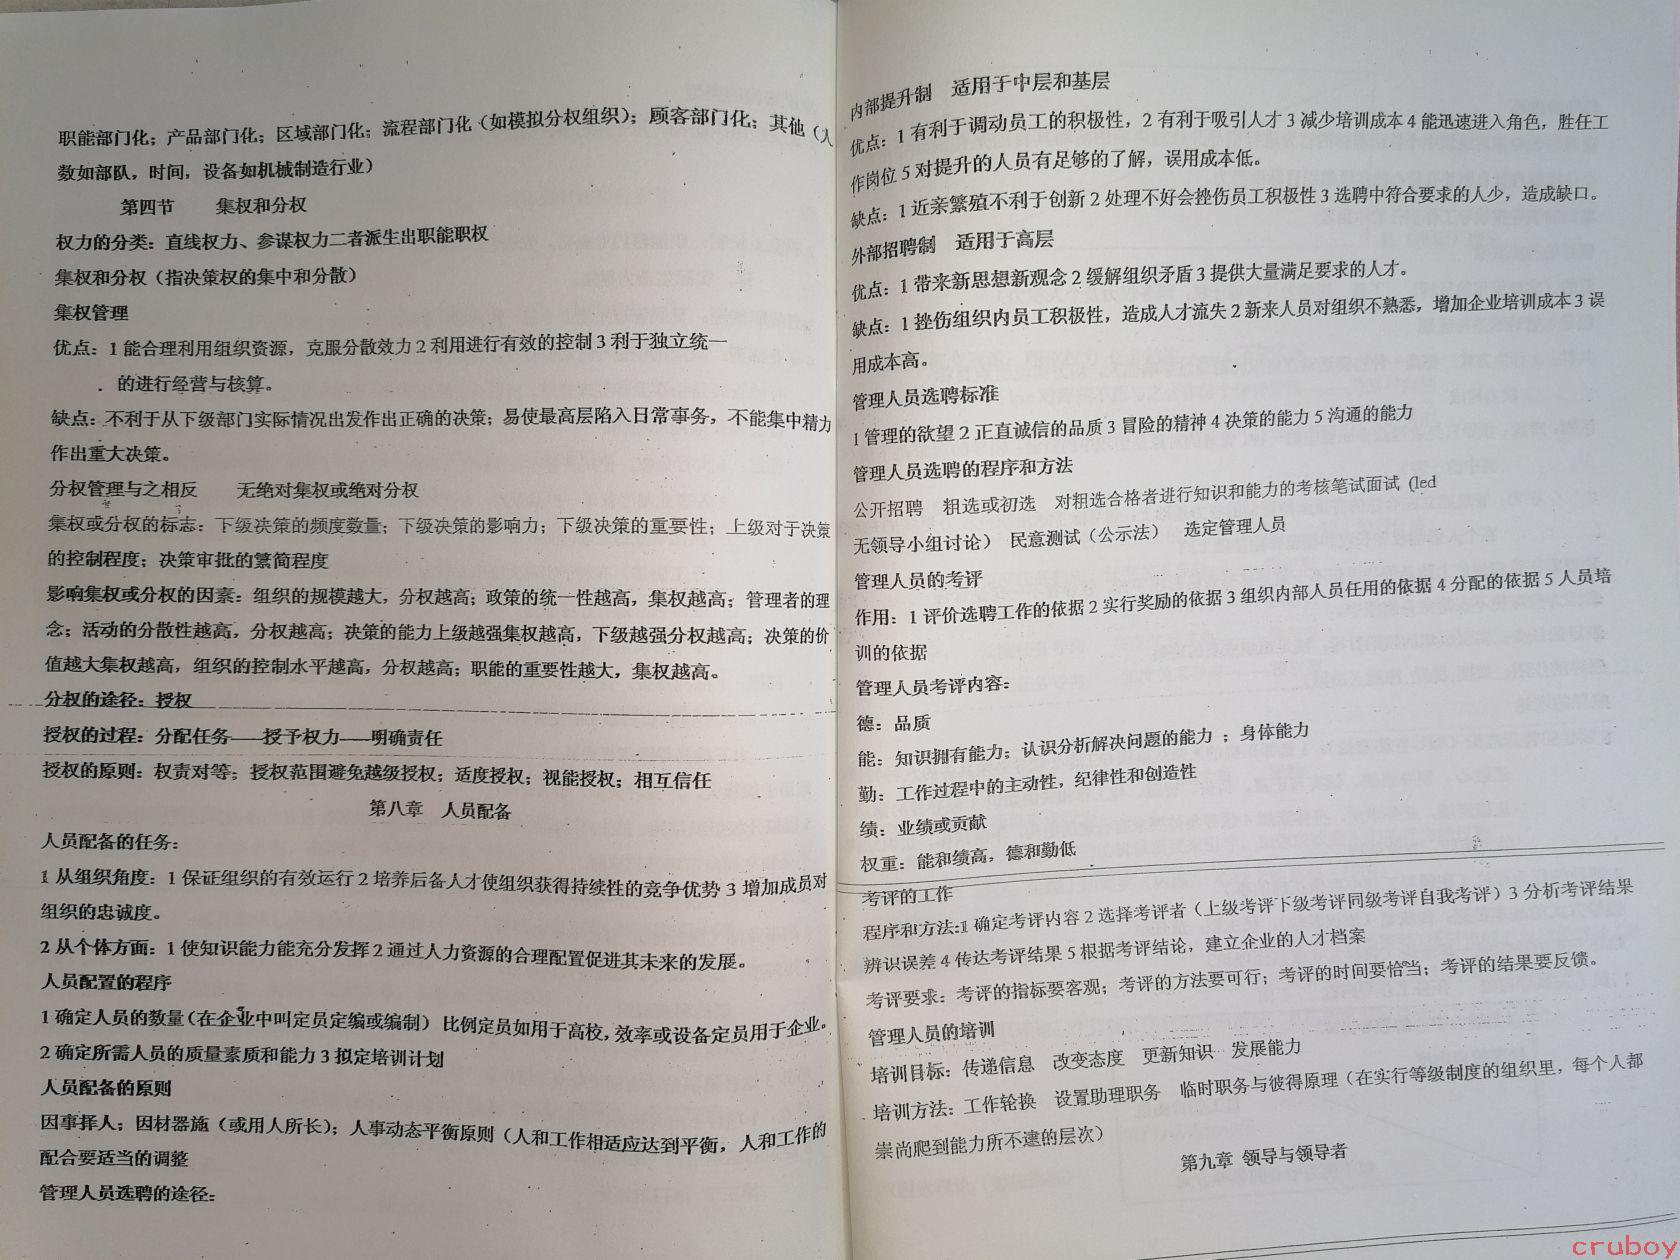 职能部门化；产品部门化；区域部门化；流程部门化（如模拟分权组织）；顾客部门化；其他（人
数如部队，时间，设备如机械制造行业）
第四节 集权和分权
权力的分类：直线权力、参谋权力二者派生出职能职权
集权和分权（指决策权的集中和分散）
集权管理
优点：1 能合理利用组织资源，克服分散效力 2 利用进行有效的控制 3 利于独立统一
的进行经营与核算。
缺点：不利于从下级部门实际情况出发作出正确的决策；易使最高层陷入日常事务，不能集中精力
作出重大决策。
分权管理与之相反 无绝对集权或绝对分权
集权或分权的标志：下级决策的频度数量；下级决策的影响力；下级决策的重要性；上级对于决策
的控制程度；决策审批的繁简程度
影响集权或分权的因素：组织的规模越大，分权越高；政策的统一性越高，集权越高；管理者的理
念；活动的分散性越高，分权越高；决策的能力上级越强集权越高，下级越强分权越高；决策的价
值越大集权越高，组织的控制水平越高，分权越高；职能的重要性越大，集权越高。
分权的途径：授权
授权的过程：分配任务——授予权力——明确责任
授权的原则：权责对等；授权范围避免越级授权；适度授权；视能授权；相互信任
第八章 人员配备
人员配备的任务：
1 从组织角度：1 保证组织的有效运行 2 培养后备人才使组织获得持续性的竞争优势 3 增加成员对
组织的忠诚度。
2 从个体方面：1 使知识能力能充分发挥 2 通过人力资源的合理配置促进其未来的发展。
人员配置的程序
1 确定人员的数量（在企业中叫定员定编或编制） 比例定员如用于高校，效率或设备定员用于企业。
2 确定所需人员的质量素质和能力 3 拟定培训计划
人员配备的原则
因事择人；因材器施（或用人所长）；人事动态平衡原则（人和工作相适应达到平衡，人和工作的
配合要适当的调整
管理人员选聘的途径：
内部提升制 适用于中层和基层
优点：1 有利于调动员工的积极性，2 有利于吸引人才 3 减少培训成本 4 能迅速进入角色，胜任工
作岗位 5 对提升的人员有足够的了解，误用成本低。
缺点：1 近亲繁殖不利于创新 2 处理不好会挫伤员工积极性 3 选聘中符合要求的人少，造成缺口。
外部招聘制 适用于高层
优点：1 带来新思想新观念 2 缓解组织矛盾 3 提供大量满足要求的人才。
缺点：1 挫伤组织内员工积极性，造成人才流失 2 新来人员对组织不熟悉，增加企业培训成本 3 误
用成本高。
管理人员选聘标准
1 管理的欲望 2 正直诚信的品质 3 冒险的精神 4 决策的能力 5 沟通的能力
管理人员选聘的程序和方法
公开招聘 粗选或初选 对粗选合格者进行知识和能力的考核笔试面试（led
无领导小组讨论） 民意测试（公示法） 选定管理人员
管理人员的考评
作用：1 评价选聘工作的依据 2 实行奖励的依据 3 组织内部人员任用的依据 4 分配的依据 5 人员培
训的依据
管理人员考评内容：
德：品质
能：知识拥有能力；认识分析解决问题的能力 ；身体能力
勤：工作过程中的主动性，纪律性和创造性
绩：业绩或贡献
权重：能和绩高，德和勤低
考评的工作
程序和方法:1 确定考评内容 2 选择考评者（上级考评下级考评同级考评自我考评）3 分析考评结果
辨识误差 4 传达考评结果 5 根据考评结论，建立企业的人才档案
考评要求：考评的指标要客观；考评的方法要可行；考评的时间要恰当；考评的结果要反馈。
管理人员的培训
培训目标：传递信息 改变态度 更新知识 发展能力
培训方法：工作轮换 设置助理职务 临时职务与彼得原理（在实行等级制度的组织里，每个人都
崇尚爬到能力所不逮的层次）
第九章 领导与领导者
cruboy